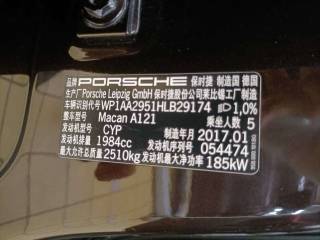 品牌 PORSCHE 保时捷 制造国 德国
生产厂 Porsche Leipzig GmbH 保时捷股份公司莱比锡工厂制造
车辆识别代号 WP1AA2951HLB29174 1,0%
整车型号 Macan A121 乘坐人数 5
发动机型号 CYP 制造年月 2017.01
发动机排量 1984cc 发动机序列号 054474
最大允许总质量 2510kg 发动机最大净功率 185kW